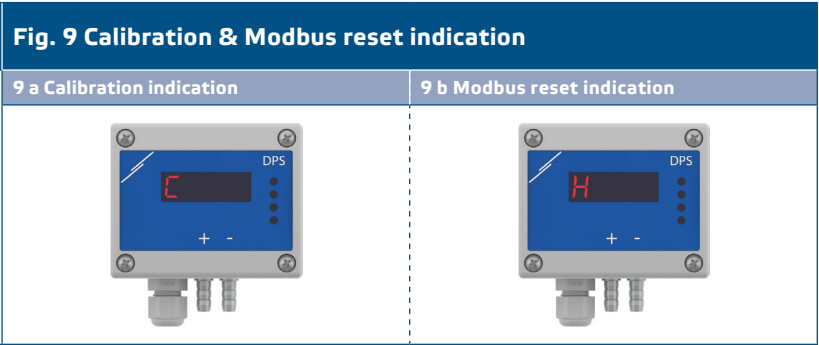 Fig. 9 Calibration & Modbus reset indication
9 a Calibration indication
9 b Modbus reset indication
DPS
C
+ -
DPS
H
+ -